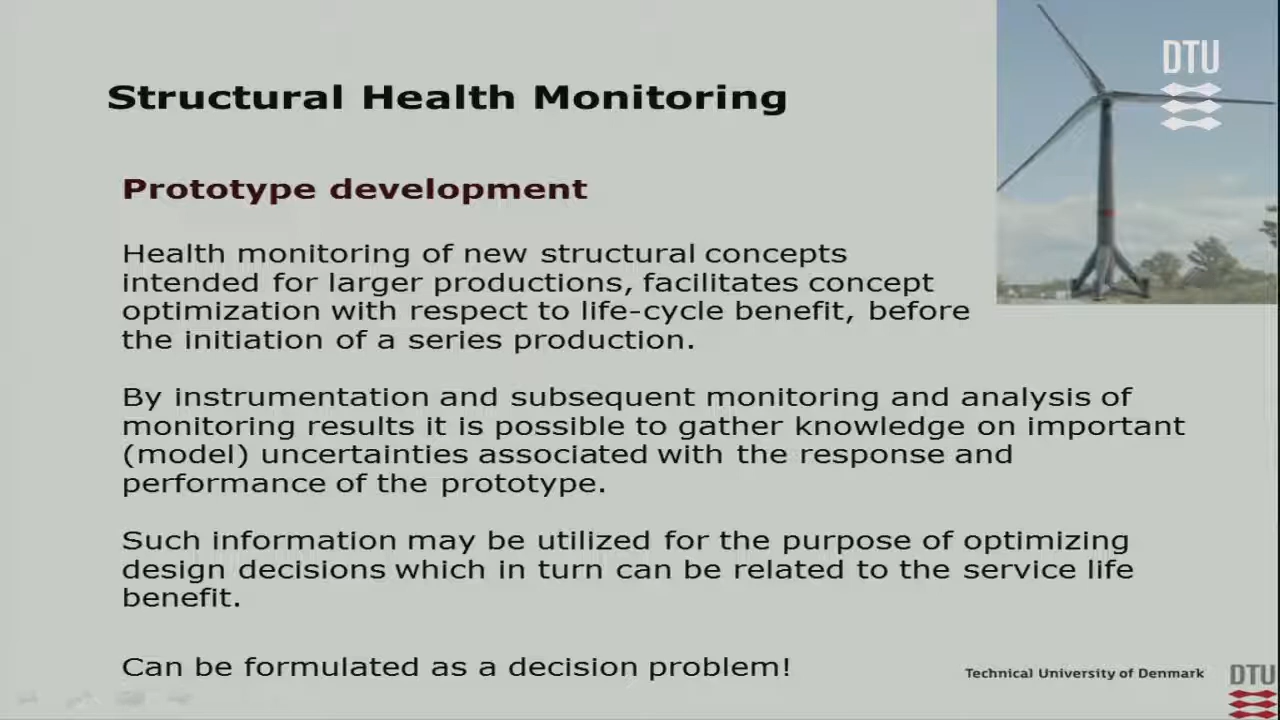 DTU
Structural Health Monitoring
Prototype development
Health monitoring of new structural concepts
intended for larger productions, facilitates concept
optimization with respect to life-cycle benefit, before
the initiation of a series production.
By instrumentation and subsequent monitoring and analysis of
monitoring results it is possible to gather knowledge on important
(model) uncertainties associated with the response and
performance of the prototype.
Such information may be utilized for the purpose of optimizing
design decisions which in turn can be related to the service life
benefit.
Can be formulated as a decision problem!
Technical University of Denmark
DTU